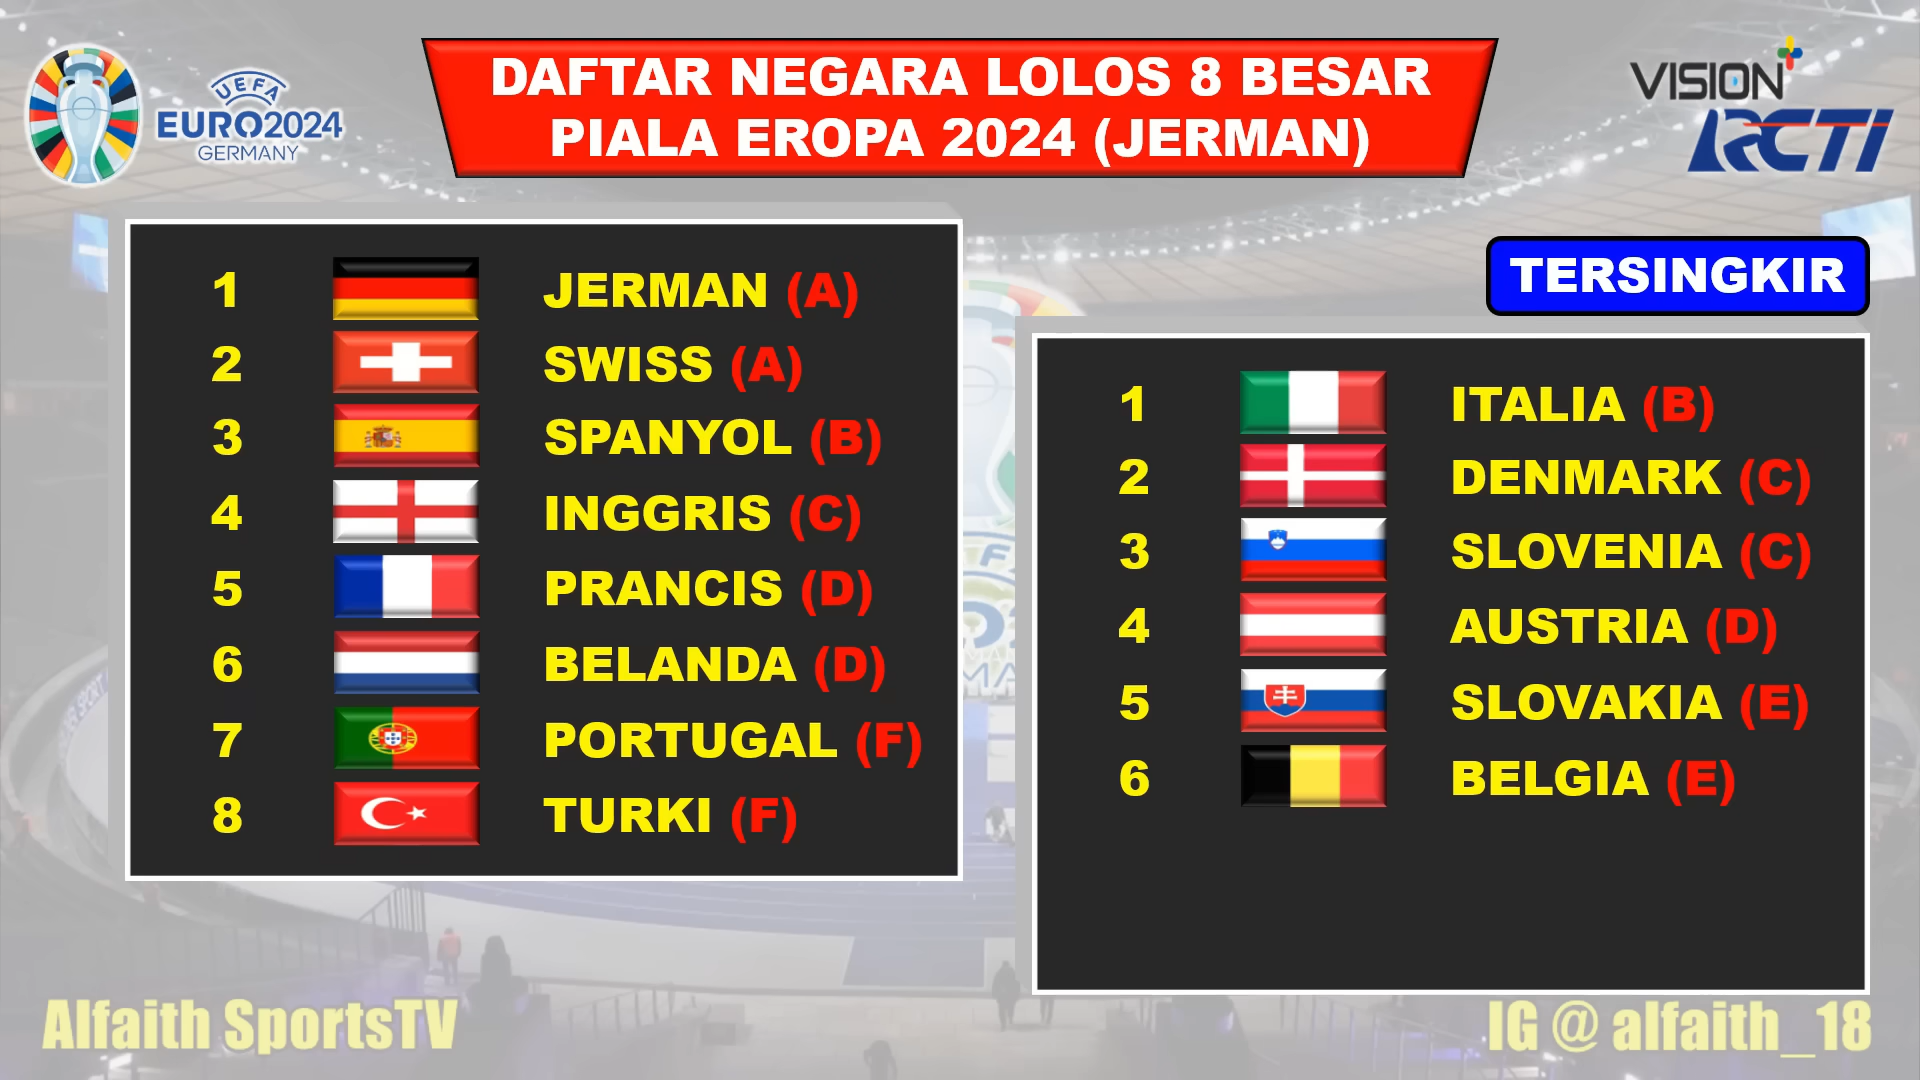 UEFA
EURO2024
GERMANY
DAFTAR NEGARA LOLOS 8 BESAR
PIALA EROPA 2024 (JERMAN)
VISION+
RCTI
1 JERMAN (A)
2 SWISS (A)
3 SPANYOL (B)
4 INGGRIS (C)
5 PRANCIS (D)
6 BELANDA (D)
7 PORTUGAL (F)
8 TURKI (F)
TERSINGKIR
1 ITALIA (B)
2 DENMARK (C)
3 SLOVENIA (C)
4 AUSTRIA (D)
5 SLOVAKIA (E)
6 BELGIA (E)
Alfaith SportsTV
IG @ alfaith_18